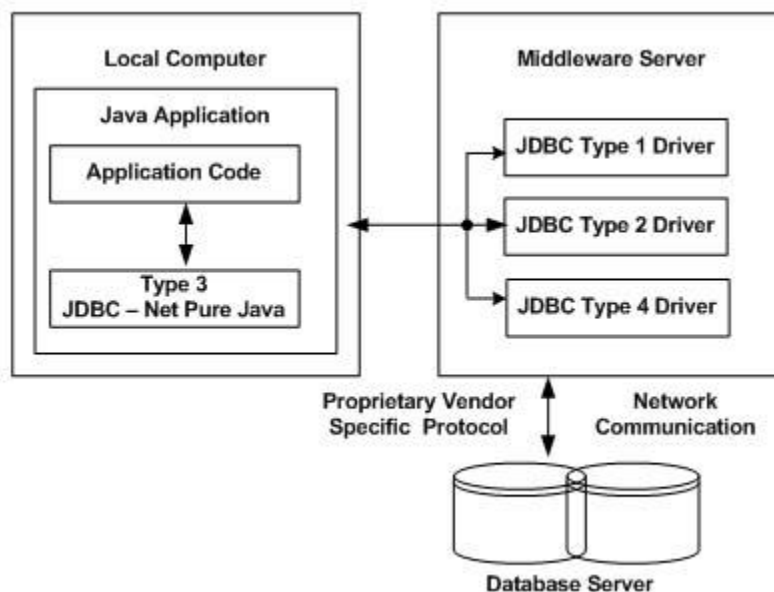 Local Computer
Java Application
Application Code
Type 3
JDBC – Net Pure Java
Middleware Server
JDBC Type 1 Driver
JDBC Type 2 Driver
JDBC Type 4 Driver
Proprietary Vendor
Specific Protocol
Network
Communication
Database Server